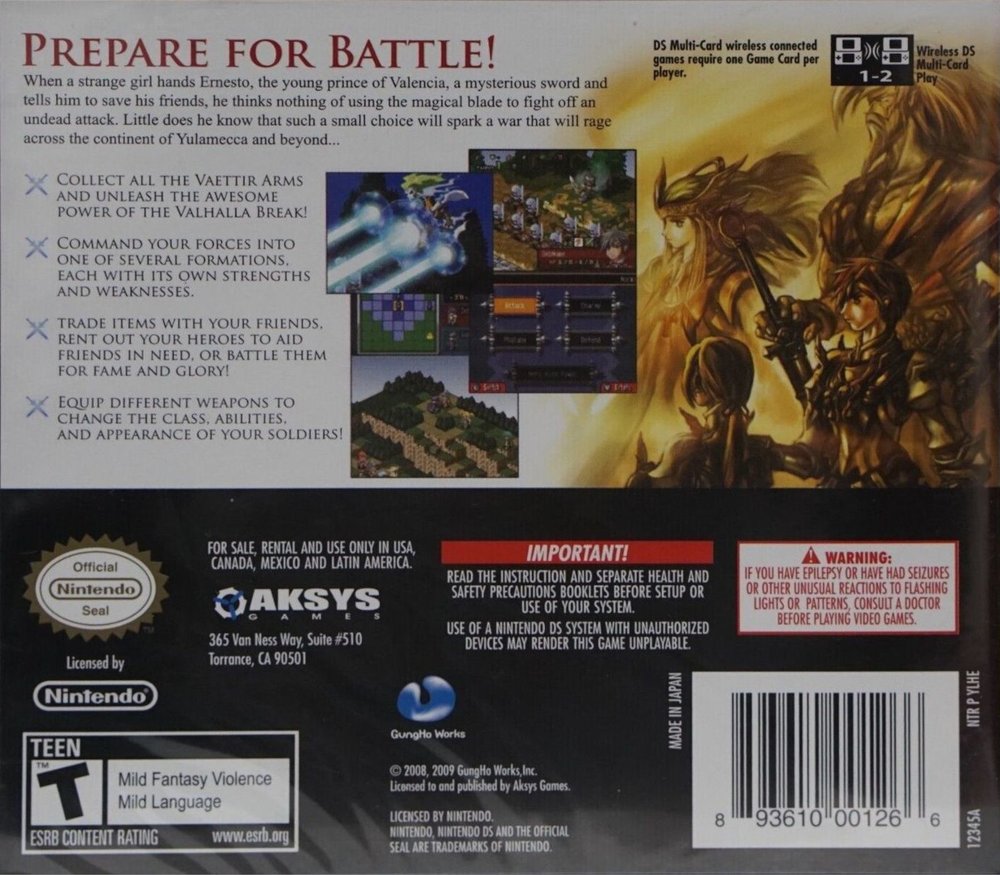 PREPARE FOR BATTLE!
When a strange girl hands Ernesto, the young prince of Valencia, a mysterious sword and
tells him to save his friends, he thinks nothing of using the magical blade to fight off an
undead attack. Little does he know that such a small choice will spark a war that will rage
across the continent of Yulamecca and beyond...
DS Multi-Card wireless connected
games require one Game Card per
player.
1-2
Wireless DS
Multi-Card
Play
COLLECT ALL THE VAETTIR ARMS
AND UNLEASH THE AWESOME
POWER OF THE VALHALLA BREAK!
COMMAND YOUR FORCES INTO
ONE OF SEVERAL FORMATIONS,
EACH WITH ITS OWN STRENGTHS
AND WEAKNESSES.
TRADE ITEMS WITH YOUR FRIENDS,
RENT OUT YOUR HEROES TO AID
FRIENDS IN NEED, OR BATTLE THEM
FOR FAME AND GLORY!
EQUIP DIFFERENT WEAPONS TO
CHANGE THE CLASS, ABILITIES,
AND APPEARANCE OF YOUR SOLDIERS!
Attack
Charge
Defend
Official
Nintendo
Seal
TM
Licensed by
Nintendo
®
FOR SALE, RENTAL AND USE ONLY IN USA,
CANADA, MEXICO AND LATIN AMERICA.
AKSYS
GAMES
365 Van Ness Way, Suite #510
Torrance, CA 90501
IMPORTANT!
READ THE INSTRUCTION AND SEPARATE HEALTH AND
SAFETY PRECAUTIONS BOOKLETS BEFORE SETUP OR
USE OF YOUR SYSTEM.
USE OF A NINTENDO DS SYSTEM WITH UNAUTHORIZED
DEVICES MAY RENDER THIS GAME UNPLAYABLE.
WARNING:
IF YOU HAVE EPILEPSY OR HAVE HAD SEIZURES
OR OTHER UNUSUAL REACTIONS TO FLASHING
LIGHTS OR PATTERNS, CONSULT A DOCTOR
BEFORE PLAYING VIDEO GAMES.
GungHo Works
© 2008, 2009 GungHo Works,Inc.
Licensed to and published by Aksys Games.
LICENSED BY NINTENDO.
NINTENDO, NINTENDO DS AND THE OFFICIAL
SEAL ARE TRADEMARKS OF NINTENDO.
TEEN
TM
T
Mild Fantasy Violence
Mild Language
ESRB CONTENT RATING
www.esrb.org
MADE IN JAPAN
8 93610 00126 6
NTR P YLHE
12345A